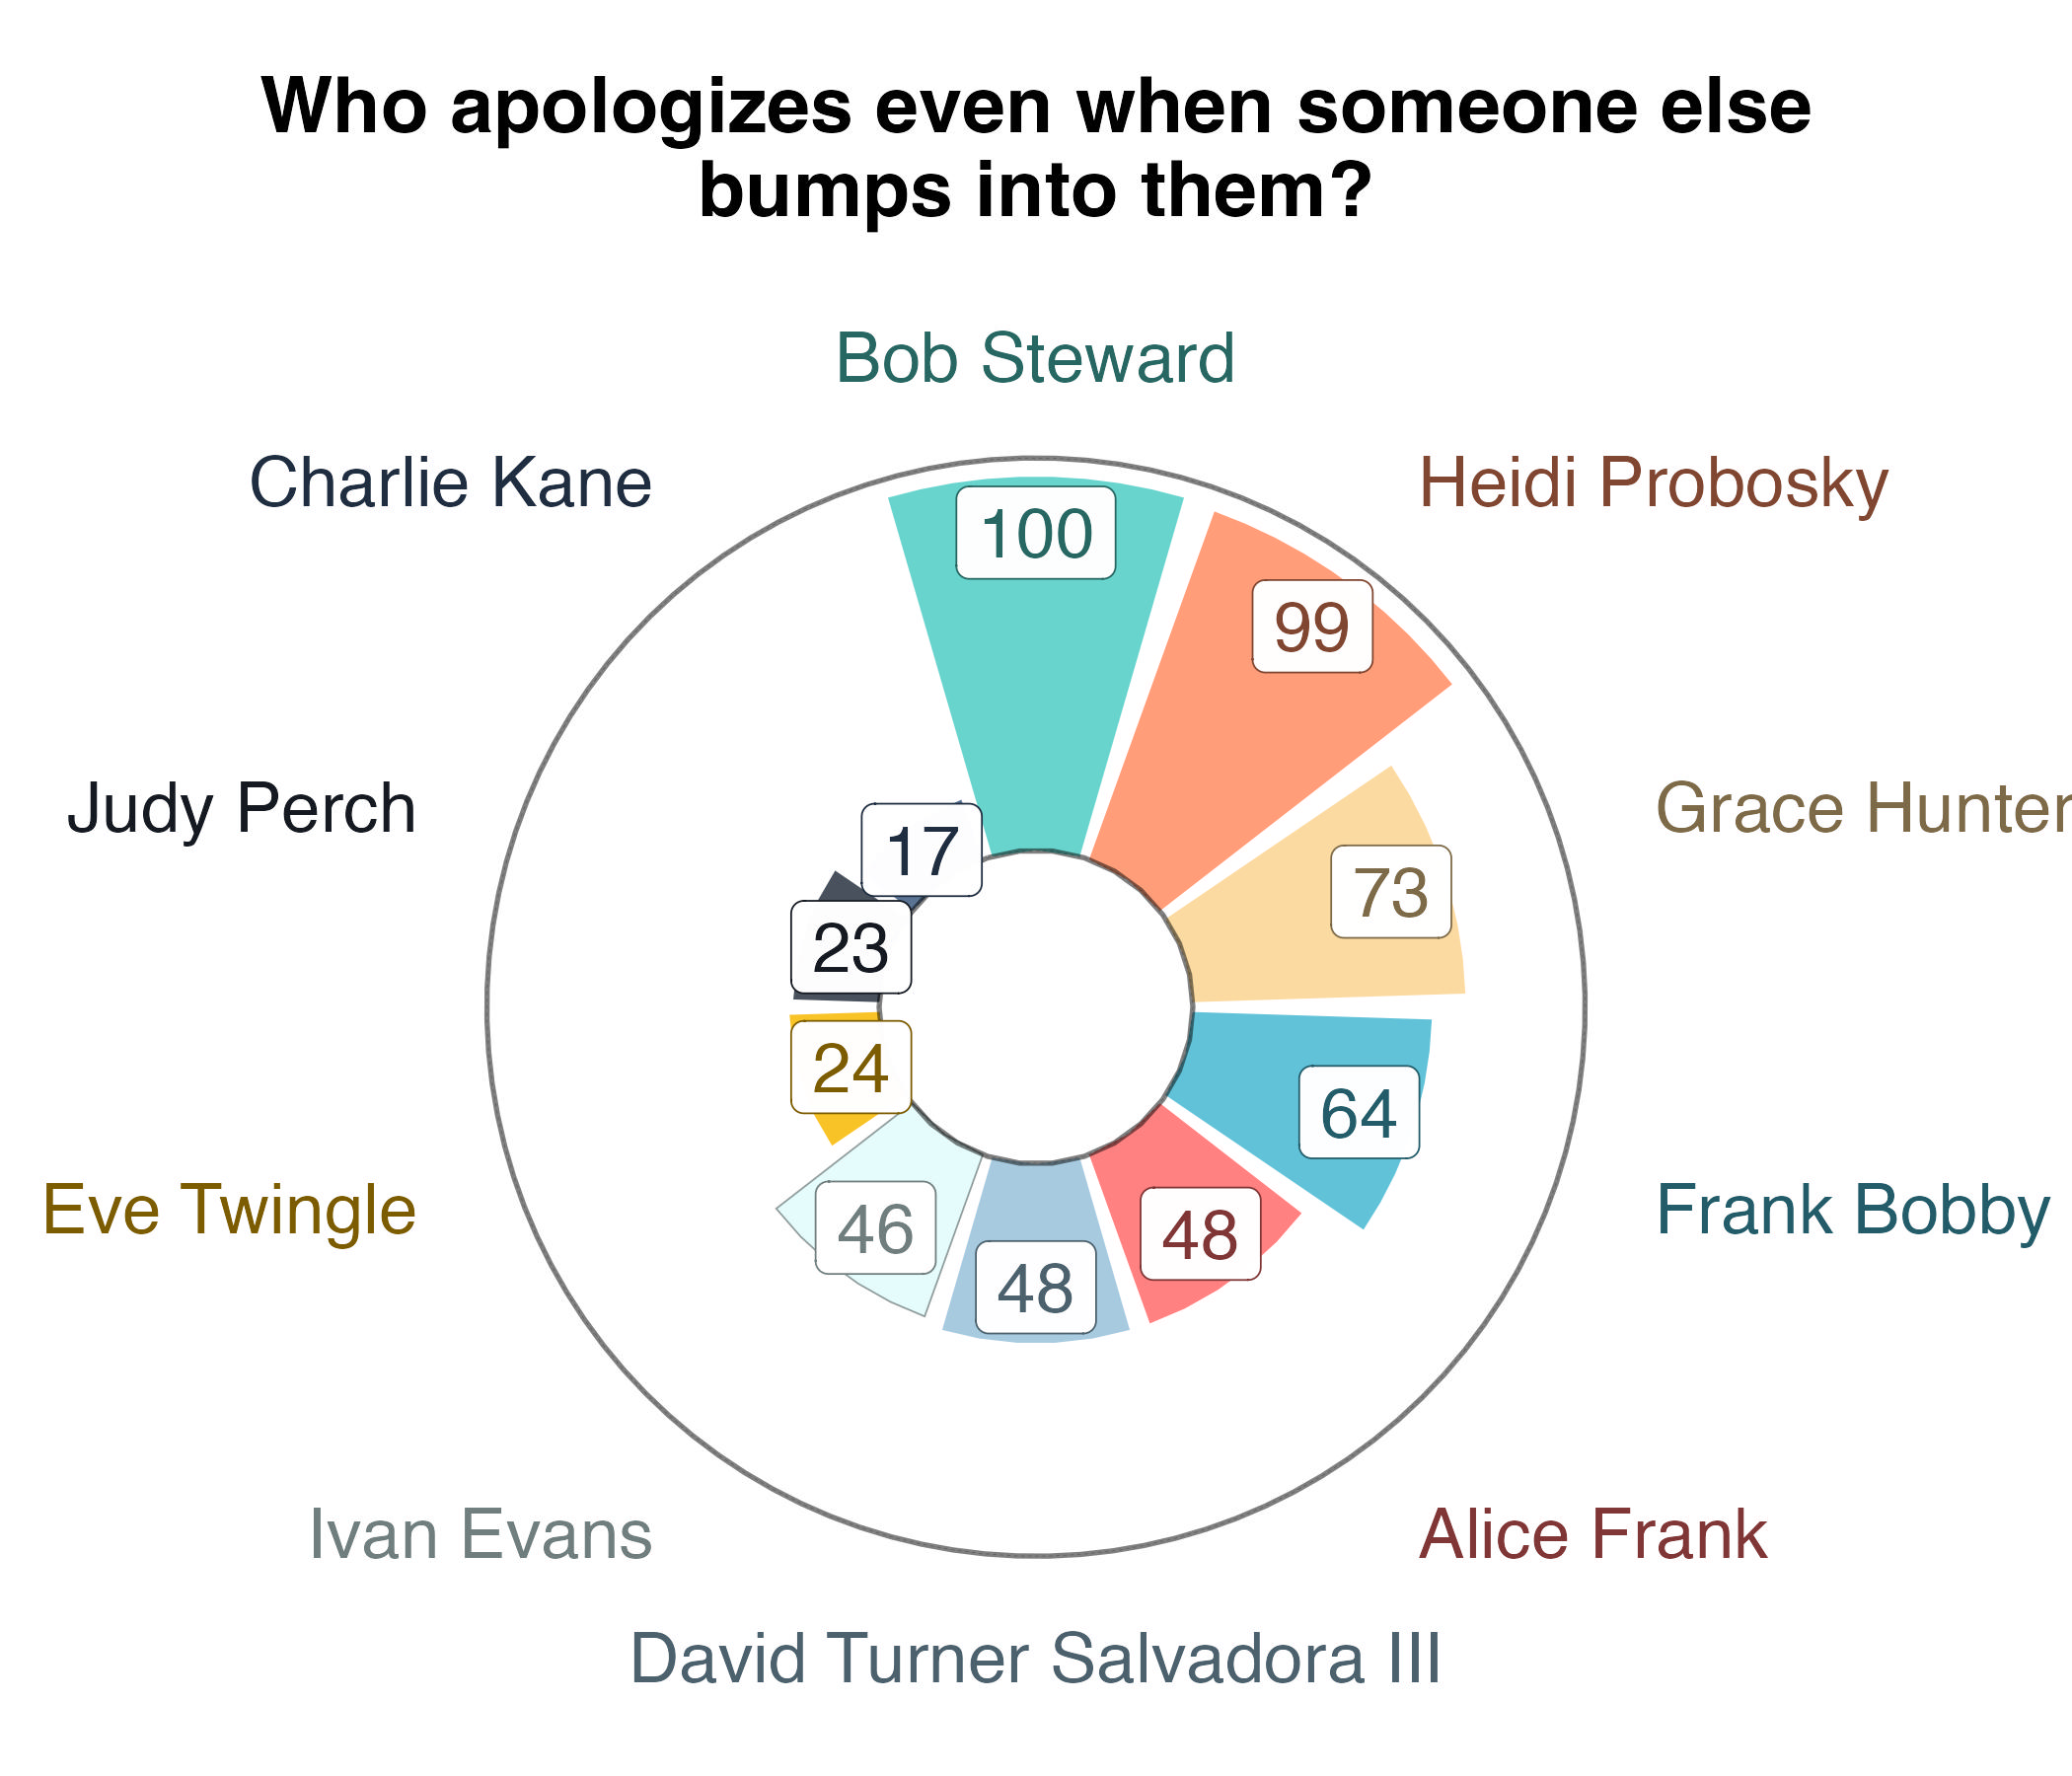 Who apologizes even when someone else
bumps into them?
Bob Steward
Charlie Kane
Heidi Probosky
100
99
Judy Perch
Grace Hunter
17
73
23
24
64
Eve Twingle
Frank Bobby
46
48
48
Ivan Evans
Alice Frank
David Turner Salvadora III